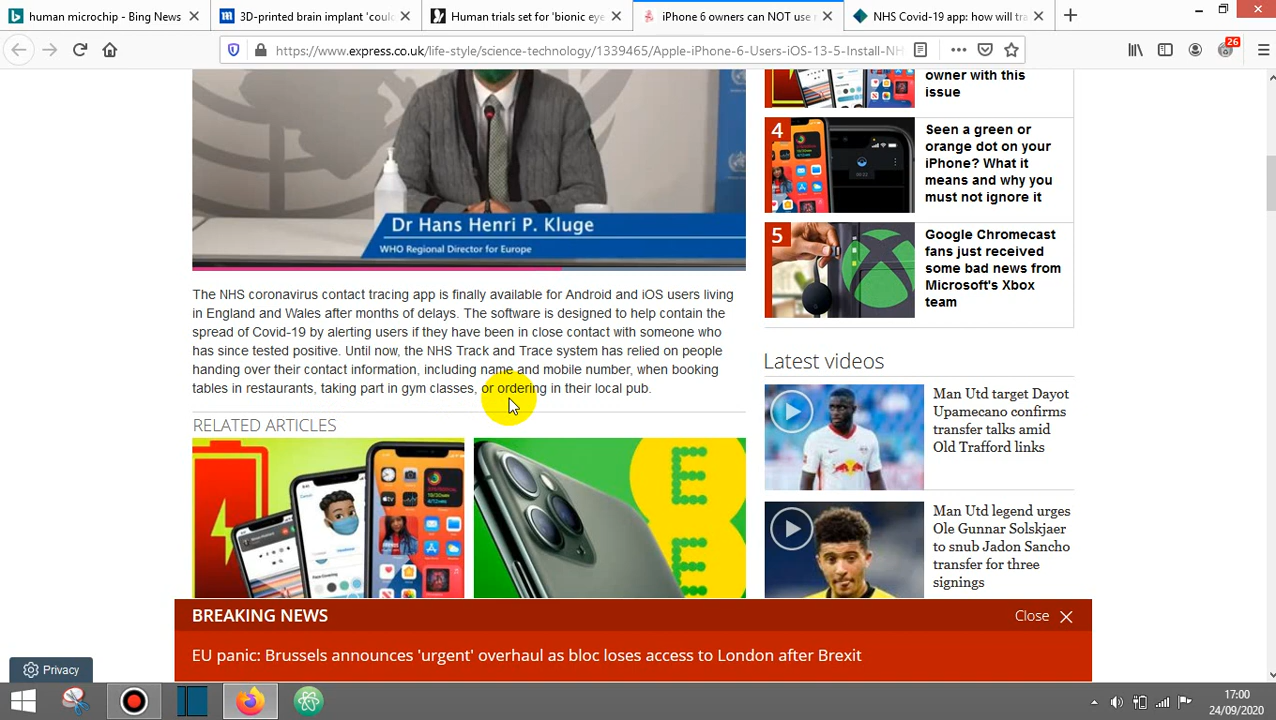 human microchip - Bing News
3D-printed brain implant 'could
Human trials set for 'bionic eye
iPhone 6 owners can NOT use
NHS Covid-19 app: how will tra
https://www.express.co.uk/life-style/science-technology/1339465/Apple-iPhone-6-Users-iOS-13-5-Install-NH
26
Dr Hans Henri P. Kluge
WHO Regional Director for Europe
The NHS coronavirus contact tracing app is finally available for Android and iOS users living
in England and Wales after months of delays. The software is designed to help contain the
spread of Covid-19 by alerting users if they have been in close contact with someone who
has since tested positive. Until now, the NHS Track and Trace system has relied on people
handing over their contact information, including name and mobile number, when booking
tables in restaurants, taking part in gym classes, or ordering in their local pub.
RELATED ARTICLES
owner with this
issue
4
Seen a green or
orange dot on your
iPhone? What it
means and why you
must not ignore it
5
Google Chromecast
fans just received
some bad news from
Microsoft's Xbox
team
Latest videos
Man Utd target Dayot
Upamecano confirms
transfer talks amid
Old Trafford links
Man Utd legend urges
Ole Gunnar Solskjaer
to snub Jadon Sancho
transfer for three
signings
BREAKING NEWS
Close
EU panic: Brussels announces 'urgent' overhaul as bloc loses access to London after Brexit
Privacy
17:00
24/09/2020